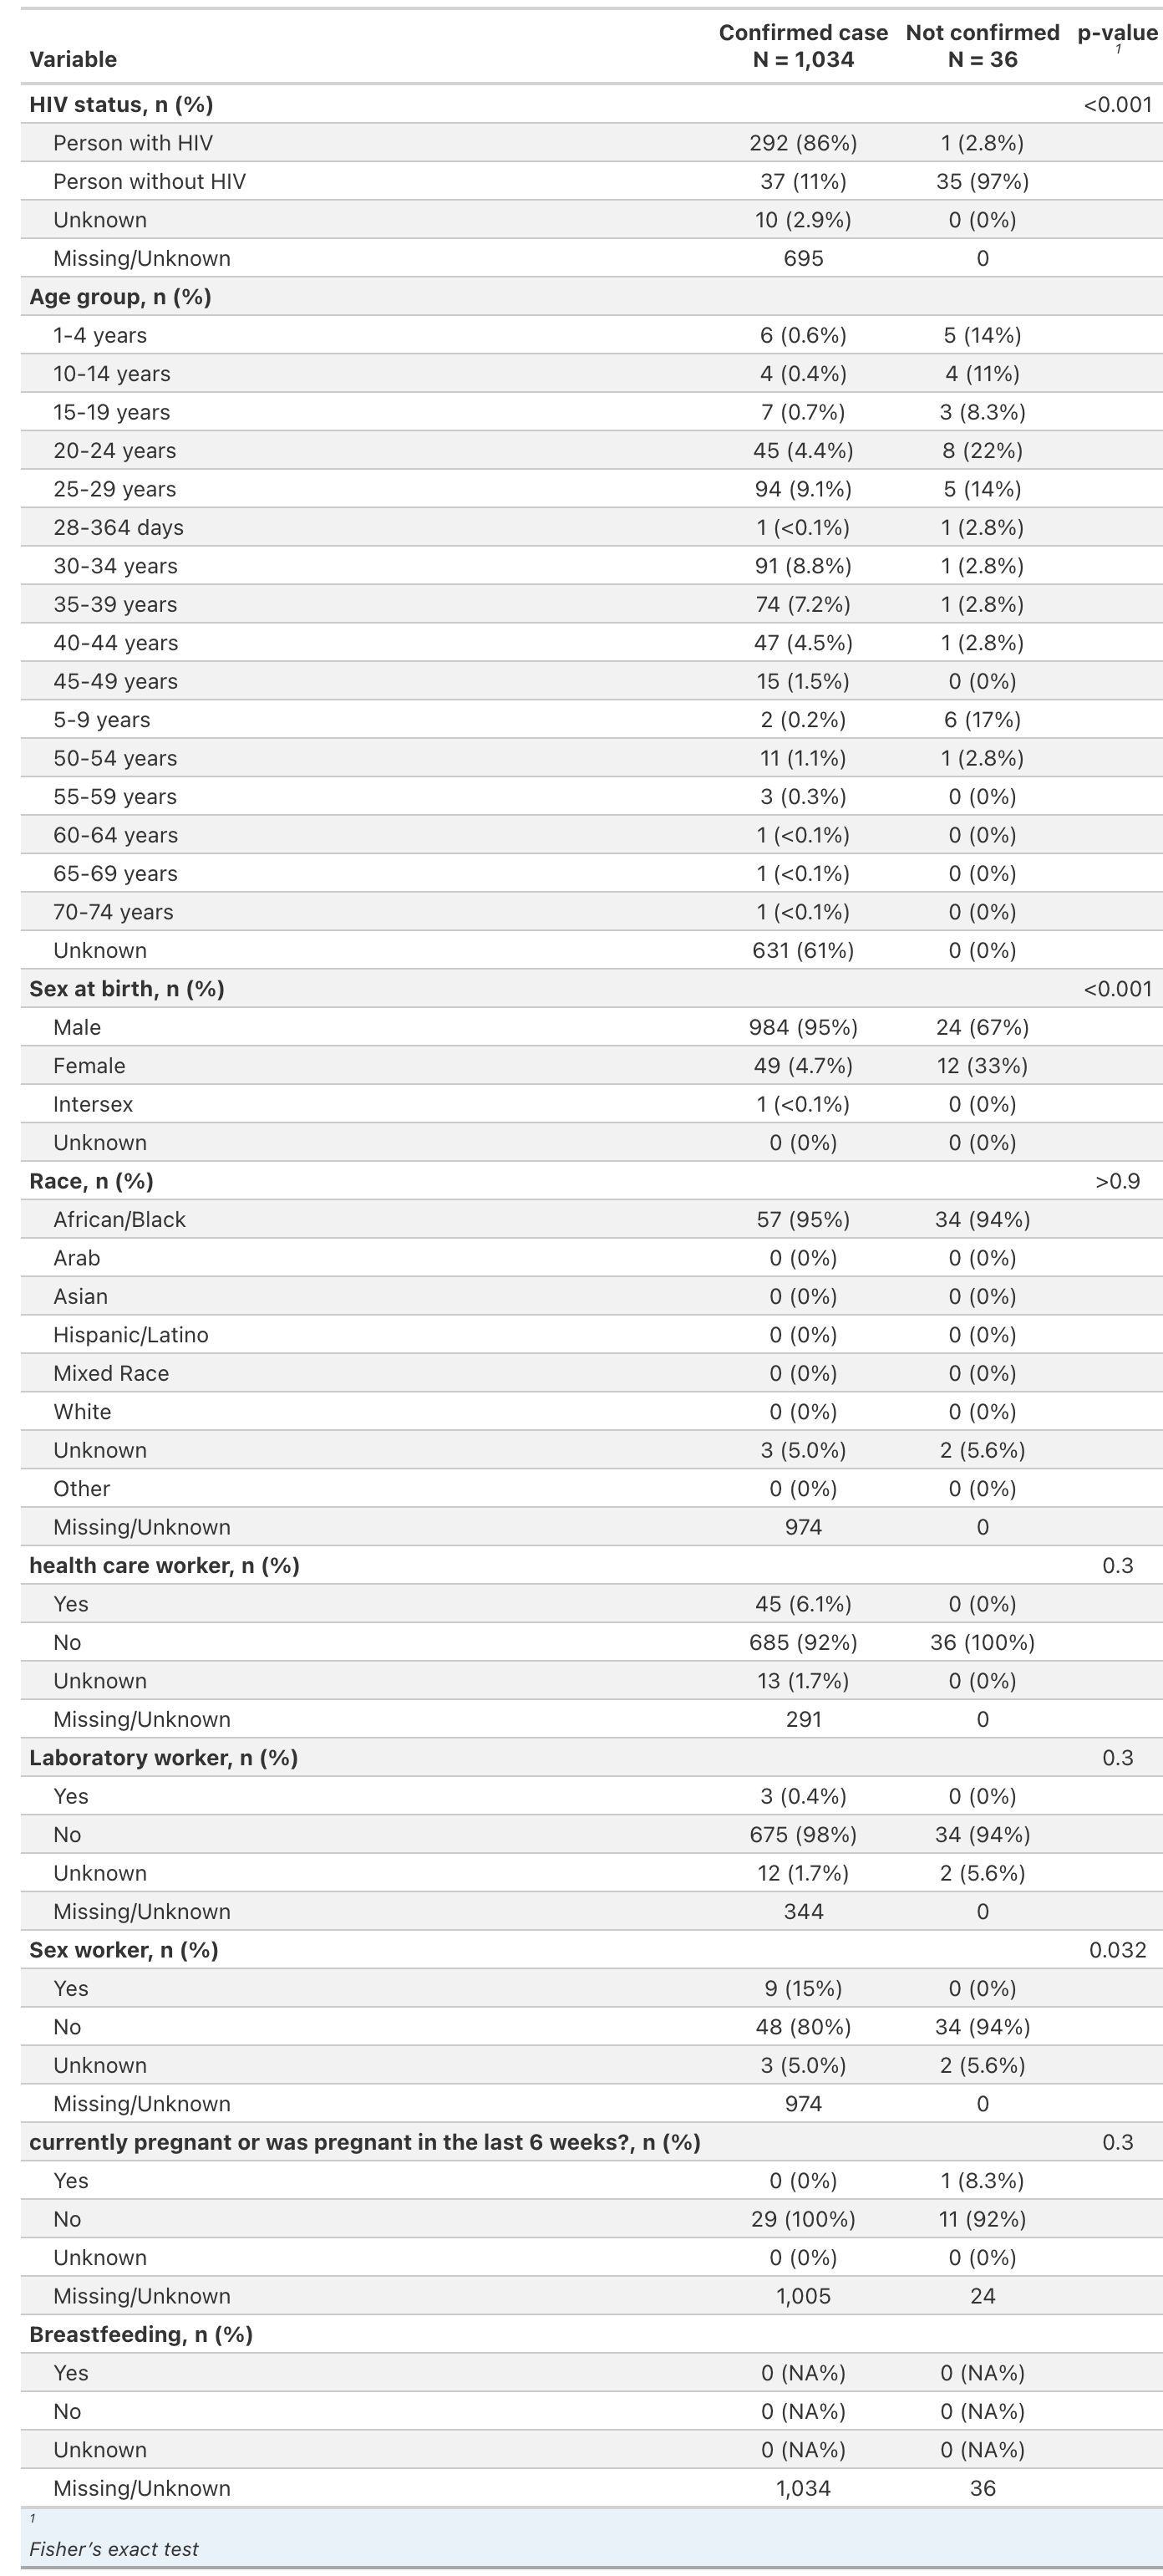 Variable Confirmed case N = 1,034 Not confirmed N = 36 p-value 1
HIV status, n (%) <0.001
Person with HIV 292 (86%) 1 (2.8%)
Person without HIV 37 (11%) 35 (97%)
Unknown 10 (2.9%) 0 (0%)
Missing/Unknown 695 0
Age group, n (%)
1-4 years 6 (0.6%) 5 (14%)
10-14 years 4 (0.4%) 4 (11%)
15-19 years 7 (0.7%) 3 (8.3%)
20-24 years 45 (4.4%) 8 (22%)
25-29 years 94 (9.1%) 5 (14%)
28-364 days 1 (<0.1%) 1 (2.8%)
30-34 years 91 (8.8%) 1 (2.8%)
35-39 years 74 (7.2%) 1 (2.8%)
40-44 years 47 (4.5%) 1 (2.8%)
45-49 years 15 (1.5%) 0 (0%)
5-9 years 2 (0.2%) 6 (17%)
50-54 years 11 (1.1%) 1 (2.8%)
55-59 years 3 (0.3%) 0 (0%)
60-64 years 1 (<0.1%) 0 (0%)
65-69 years 1 (<0.1%) 0 (0%)
70-74 years 1 (<0.1%) 0 (0%)
Unknown 631 (61%) 0 (0%)
Sex at birth, n (%) <0.001
Male 984 (95%) 24 (67%)
Female 49 (4.7%) 12 (33%)
Intersex 1 (<0.1%) 0 (0%)
Unknown 0 (0%) 0 (0%)
Race, n (%) >0.9
African/Black 57 (95%) 34 (94%)
Arab 0 (0%) 0 (0%)
Asian 0 (0%) 0 (0%)
Hispanic/Latino 0 (0%) 0 (0%)
Mixed Race 0 (0%) 0 (0%)
White 0 (0%) 0 (0%)
Unknown 3 (5.0%) 2 (5.6%)
Other 0 (0%) 0 (0%)
Missing/Unknown 974 0
health care worker, n (%) 0.3
Yes 45 (6.1%) 0 (0%)
No 685 (92%) 36 (100%)
Unknown 13 (1.7%) 0 (0%)
Missing/Unknown 291 0
Laboratory worker, n (%) 0.3
Yes 3 (0.4%) 0 (0%)
No 675 (98%) 34 (94%)
Unknown 12 (1.7%) 2 (5.6%)
Missing/Unknown 344 0
Sex worker, n (%) 0.032
Yes 9 (15%) 0 (0%)
No 48 (80%) 34 (94%)
Unknown 3 (5.0%) 2 (5.6%)
Missing/Unknown 974 0
currently pregnant or was pregnant in the last 6 weeks?, n (%) 0.3
Yes 0 (0%) 1 (8.3%)
No 29 (100%) 11 (92%)
Unknown 0 (0%) 0 (0%)
Missing/Unknown 1,005 24
Breastfeeding, n (%)
Yes 0 (NA%) 0 (NA%)
No 0 (NA%) 0 (NA%)
Unknown 0 (NA%) 0 (NA%)
Missing/Unknown 1,034 36
1
Fisher's exact test